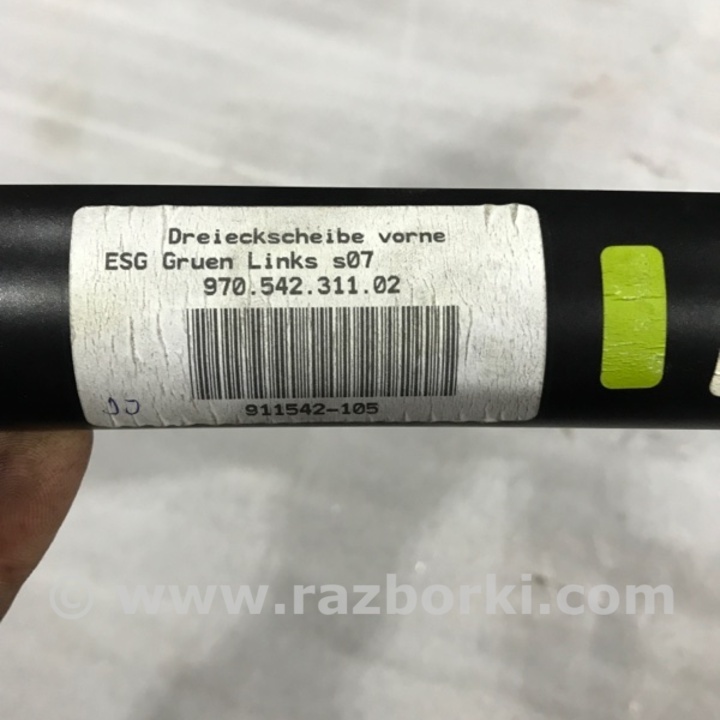 Dreieckscheibe vorne
ESG Gruen Links s07
970.542.311.02
911542-105
© www.razborki.com